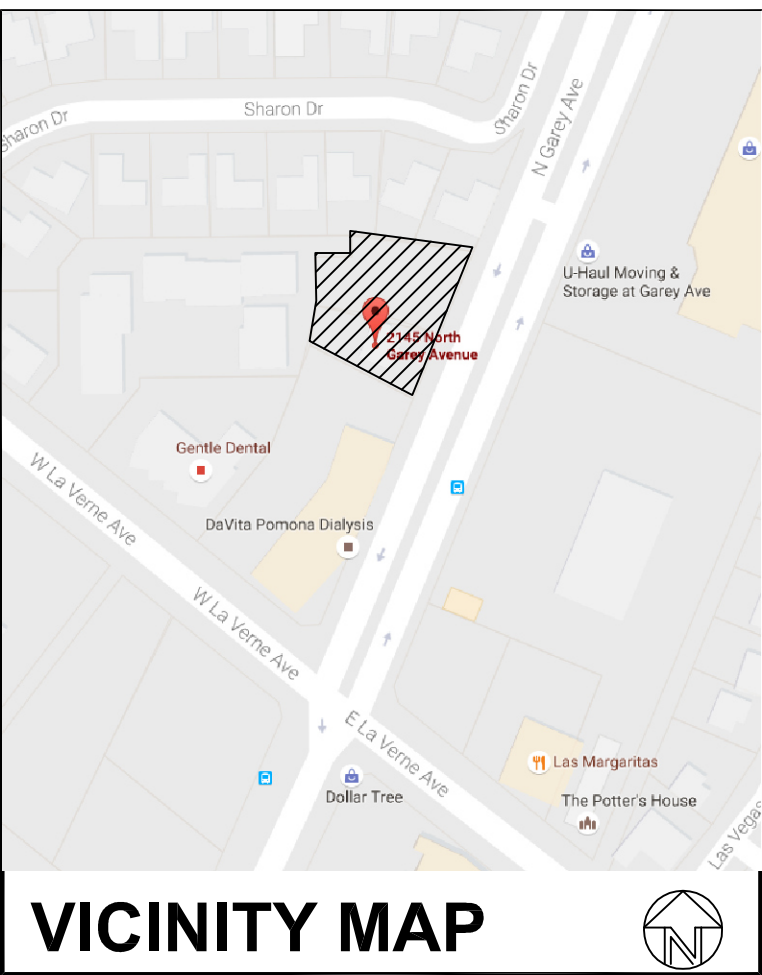 Sharon Dr
Sharon Dr
Sharon Dr
N Garey Ave
U-Haul Moving &
Storage at Garey Ave
2145 North
Garey Avenue
Gentle Dental
W La Verne Ave
DaVita Pomona Dialysis
W La Verne Ave
E La Verne Ave
Las Margaritas
Dollar Tree
The Potter's House
Las Vegas
VICINITY MAP
N